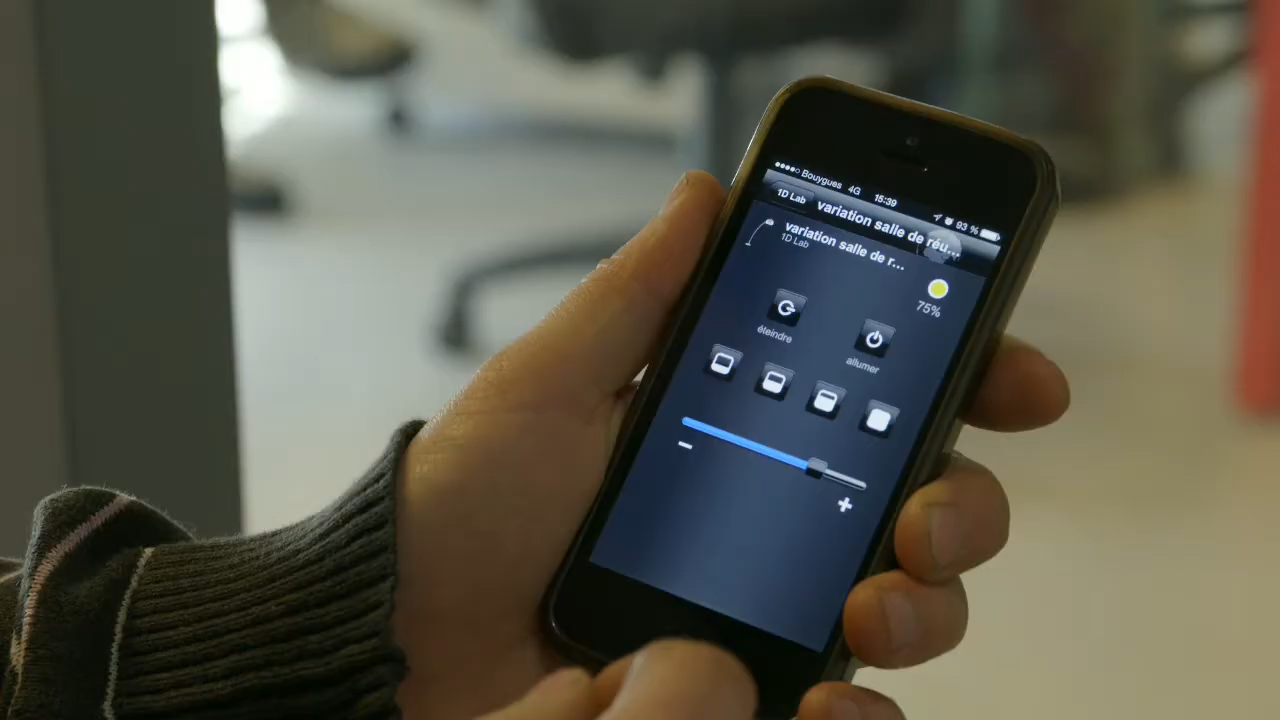 ●●●●○ Bouygues 4G 15:39 93 %
1D Lab variation salle de réu...
variation salle de r...
1D Lab
75%
éteindre
allumer
− +